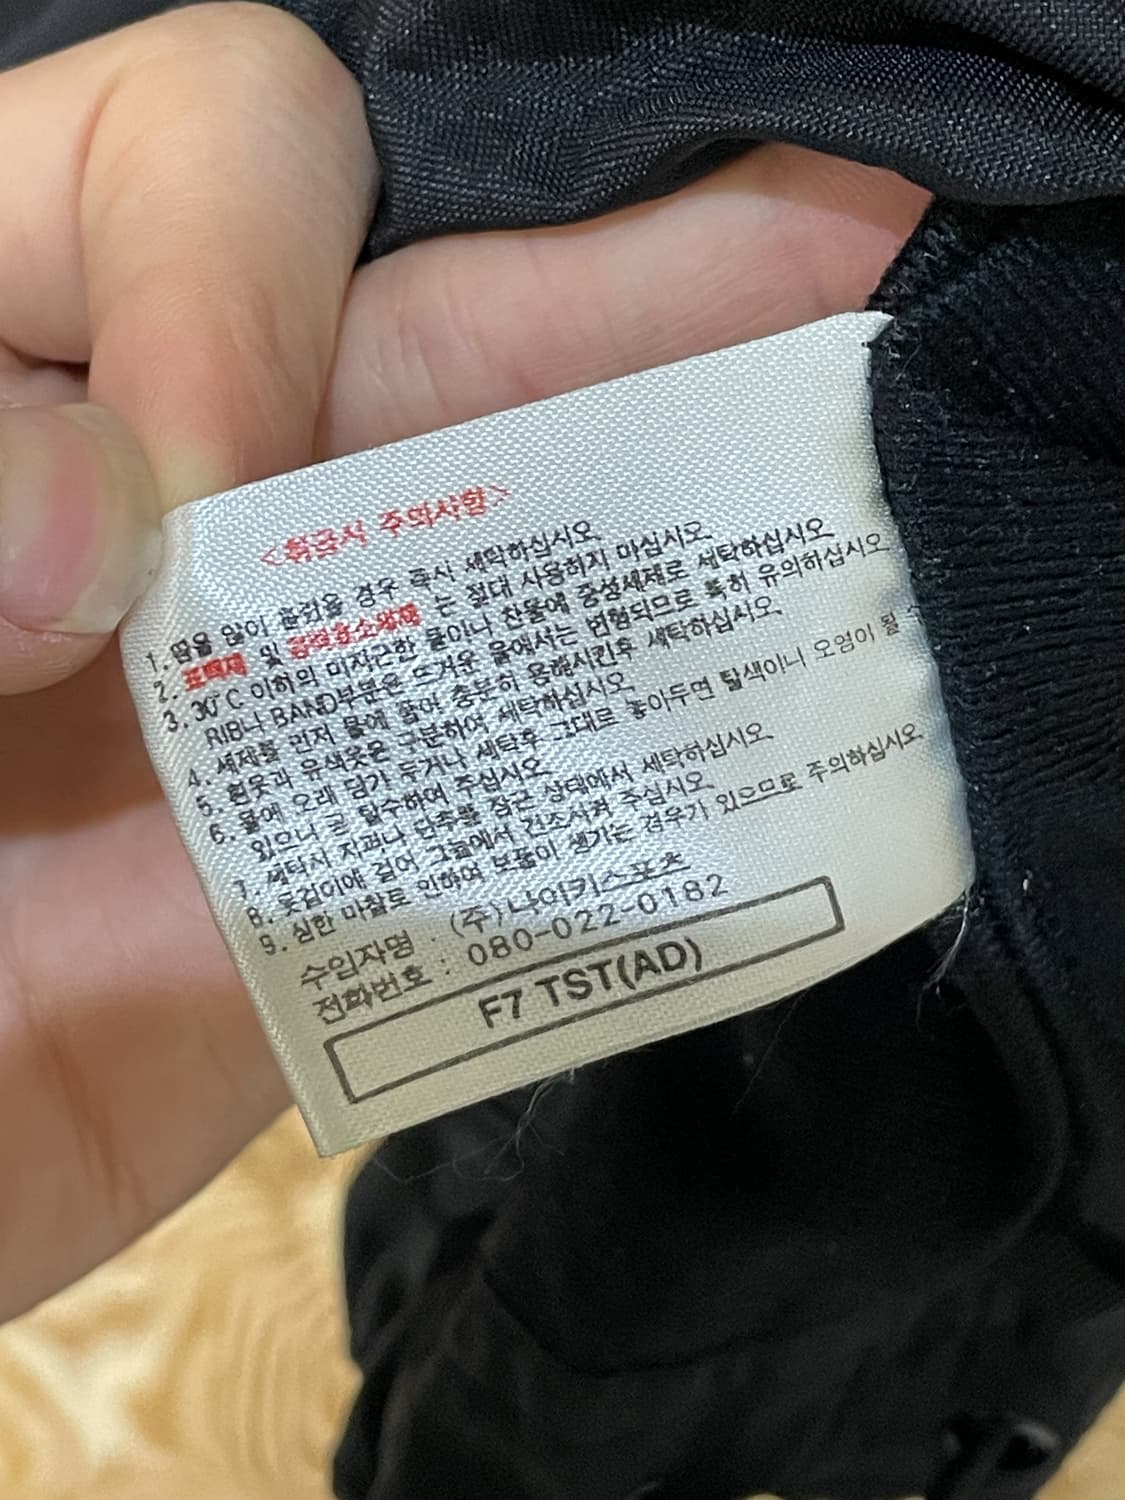 <취급시 주의사항>
1. 땀을 많이 흘렸을 경우 즉시 세탁하십시오.
2. 표백제 및 강력효소세제 는 절대 사용하지 마십시오.
3. 30℃ 이하의 미지근한 물이나 찬물에 중성세제로 세탁하십시오.
RIB나 BAND부분은 뜨거운 물에서는 변형되므로 특히 유의하십시오
4. 세제를 먼저 물에 풀어 충분히 용해시킨후 세탁하십시오.
5. 흰옷과 유색옷은 구분하여 세탁하십시오.
6. 물에 오래 담가 두거나 세탁후 그대로 놓아두면 탈색이나 오염이 될
있으니 곧 탈수하여 주십시오.
7. 세탁시 지퍼나 단추를 잠근 상태에서 세탁하십시오.
8. 옷걸이에 걸어 그늘에서 건조시켜 주십시오.
9. 심한 마찰로 인하여 보풀이 생기는 경우가 있으므로 주의하십시오.
수입자명 : (주)나이키스포츠
전화번호 : 080-022-0182
F7 TST(AD)